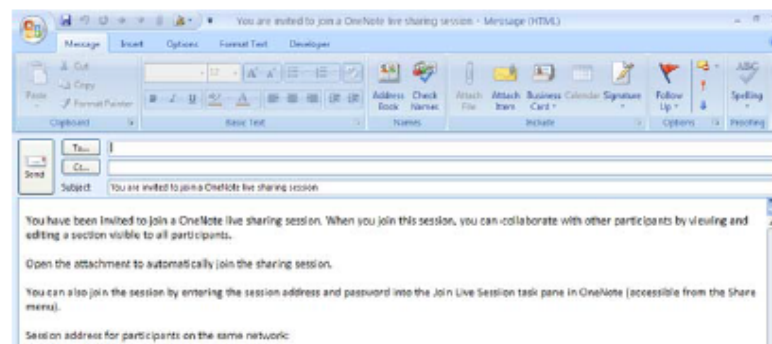 You are invited to join a OneNote live sharing session - Message (HTML)
Message Insert Options Format Text Developer
Cut
Copy
Paste
Format Painter
Address Book
Check Names
Attach File
Attach Item
Business Card
Calendar
Signature
Follow Up
ABC
Spelling
Clipboard Basic Text Names Include Options Proofing
To...
Cc...
Send
Subject: You are invited to join a OneNote live sharing session
You have been invited to join a OneNote live sharing session. When you join this session, you can collaborate with other participants by viewing and
editing a section visible to all participants.
Open the attachment to automatically join the sharing session.
You can also join the session by entering the session address and password into the Join Live Session task pane in OneNote (accessible from the Share
menu).
Session address for participants on the same network: